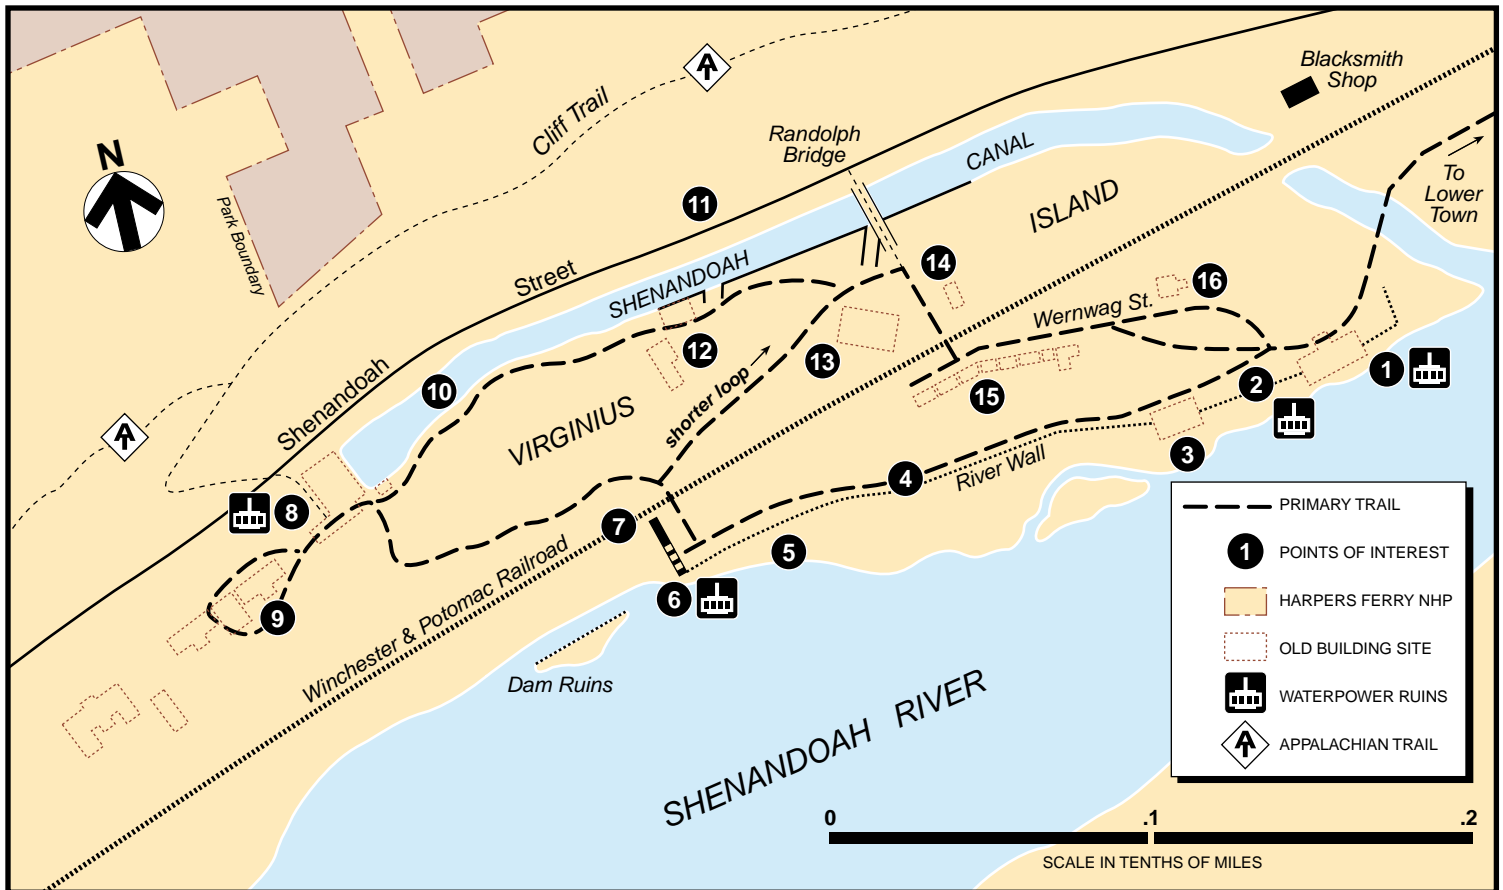 N
Cliff Trail
Blacksmith
Shop
Randolph
Bridge
CANAL
To
Lower
Town
Park Boundary
11
ISLAND
Street
SHENANDOAH
14
16
Wernwag St.
12
13
1
10
shorter loop
15
2
Shenandoah
VIRGINIUS
3
4
River Wall
8
7
5
6
9
Winchester & Potomac Railroad
Dam Ruins
SHENANDOAH RIVER
PRIMARY TRAIL
1 POINTS OF INTEREST
HARPERS FERRY NHP
OLD BUILDING SITE
WATERPOWER RUINS
APPALACHIAN TRAIL
0 .1 .2
SCALE IN TENTHS OF MILES